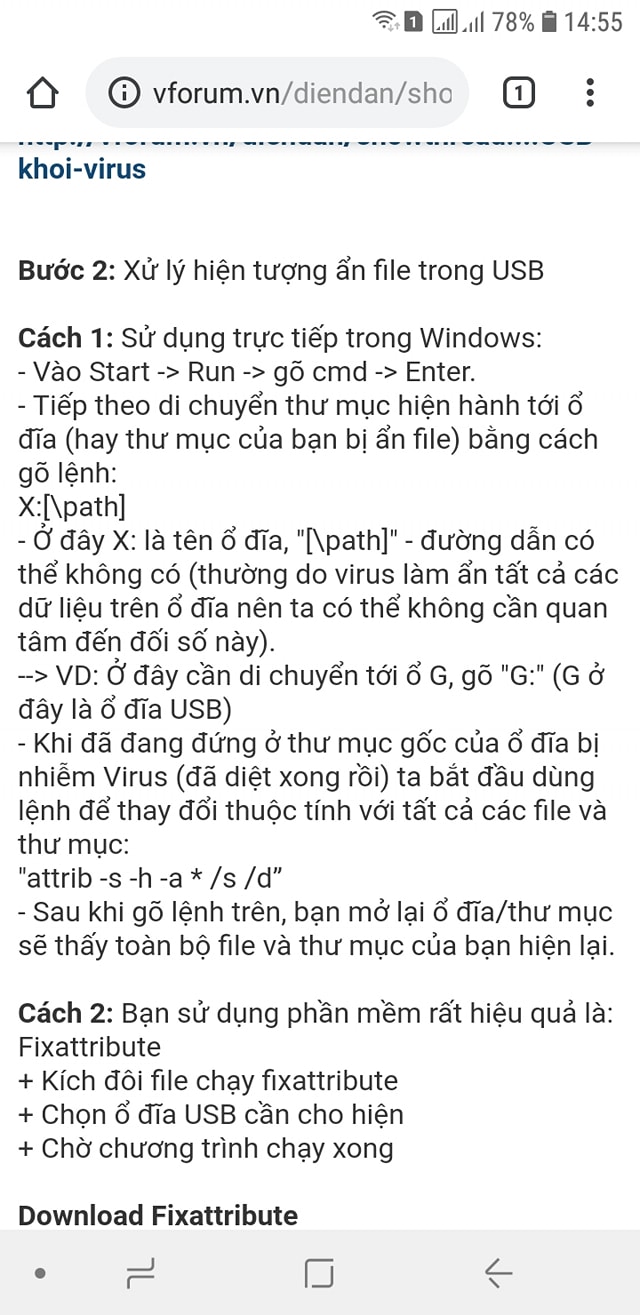 1 78% 14:55
vforum.vn/diendan/sho 1
khoi-virus
Bước 2: Xử lý hiện tượng ẩn file trong USB
Cách 1: Sử dụng trực tiếp trong Windows:
- Vào Start -> Run -> gõ cmd -> Enter.
- Tiếp theo di chuyển thư mục hiện hành tới ổ
đĩa (hay thư mục của bạn bị ẩn file) bằng cách
gõ lệnh:
X:[\path]
- Ở đây X: là tên ổ đĩa, "[\path]" - đường dẫn có
thể không có (thường do virus làm ẩn tất cả các
dữ liệu trên ổ đĩa nên ta có thể không cần quan
tâm đến đối số này).
--> VD: Ở đây cần di chuyển tới ổ G, gõ "G:" (G ở
đây là ổ đĩa USB)
- Khi đã đang đứng ở thư mục gốc của ổ đĩa bị
nhiễm Virus (đã diệt xong rồi) ta bắt đầu dùng
lệnh để thay đổi thuộc tính với tất cả các file và
thư mục:
"attrib -s -h -a * /s /d”
- Sau khi gõ lệnh trên, bạn mở lại ổ đĩa/thư mục
sẽ thấy toàn bộ file và thư mục của bạn hiện lại.
Cách 2: Bạn sử dụng phần mềm rất hiệu quả là:
Fixattribute
+ Kích đôi file chạy fixattribute
+ Chọn ổ đĩa USB cần cho hiện
+ Chờ chương trình chạy xong
Download Fixattribute